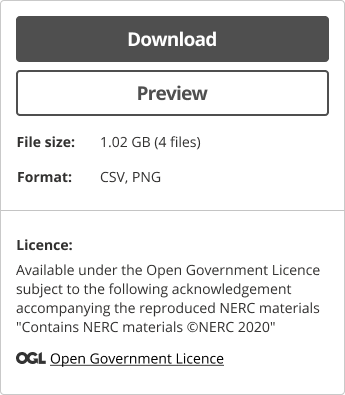 Download
Preview
File size: 1.02 GB (4 files)
Format: CSV, PNG
Licence:
Available under the Open Government Licence
subject to the following acknowledgement
accompanying the reproduced NERC materials
"Contains NERC materials ©NERC 2020"
OGL Open Government Licence